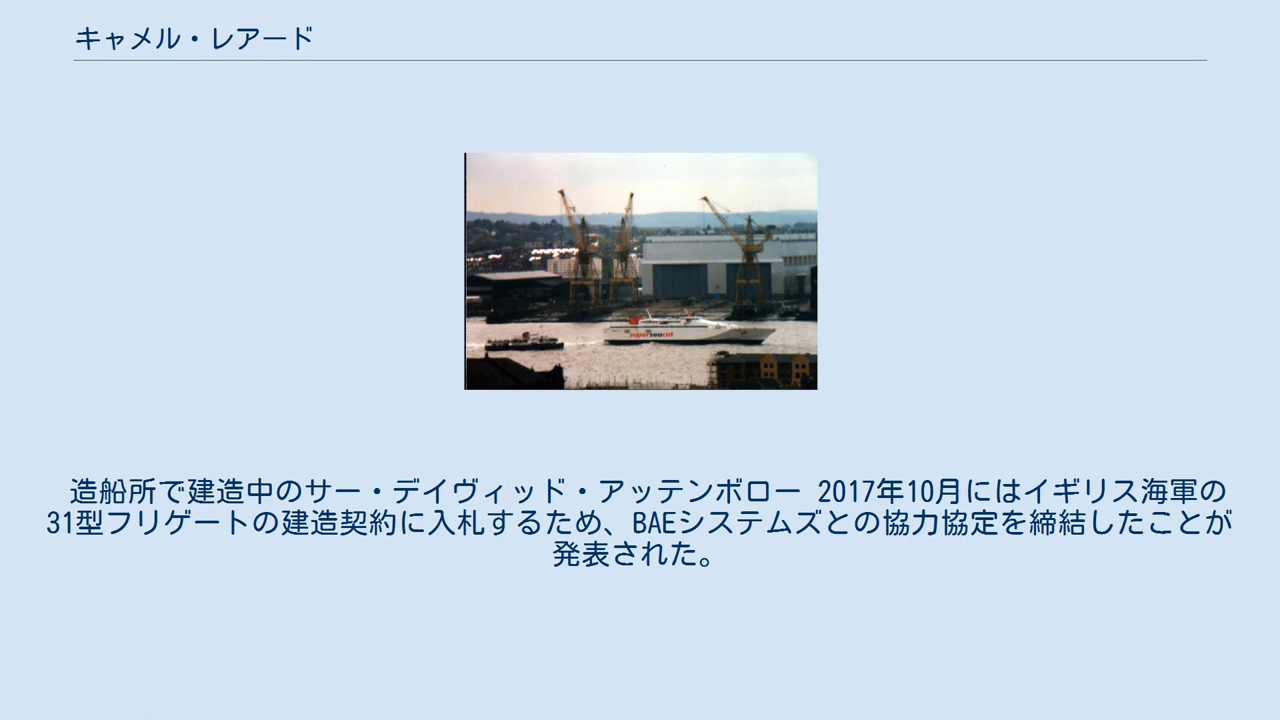 キャメル・レアード
superseacat
造船所で建造中のサー・デイヴィッド・アッテンボロー 2017年10月にはイギリス海軍の
31型フリゲートの建造契約に入札するため、BAEシステムズとの協力協定を締結したことが
発表された。